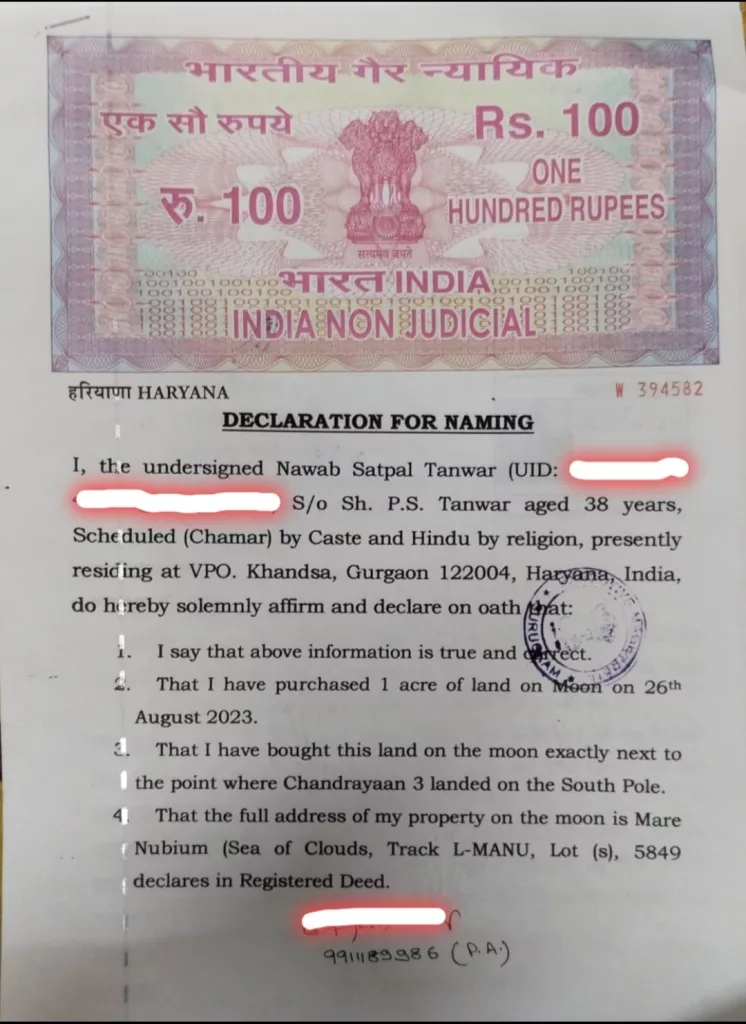 भारतीय गैर न्यायिक
एक सौ रुपये Rs. 100
रु. 100 ONE
HUNDRED RUPEES
सत्यमेव जयते
भारत INDIA
INDIA NON JUDICIAL
हरियाणा HARYANA W 394582
DECLARATION FOR NAMING
I, the undersigned Nawab Satpal Tanwar (UID:
S/o Sh. P.S. Tanwar aged 38 years,
Scheduled (Chamar) by Caste and Hindu by religion, presently
residing at VPO. Khandsa, Gurgaon 122004, Haryana, India,
do hereby solemnly affirm and declare on oath that:
1. I say that above information is true and correct.
2. That I have purchased 1 acre of land on Moon on 26th
August 2023.
3. That I have bought this land on the moon exactly next to
the point where Chandrayaan 3 landed on the South Pole.
4. That the full address of my property on the moon is Mare
Nubium (Sea of Clouds, Track L-MANU, Lot (s), 5849
declares in Registered Deed.
9911189986 (P.A.)